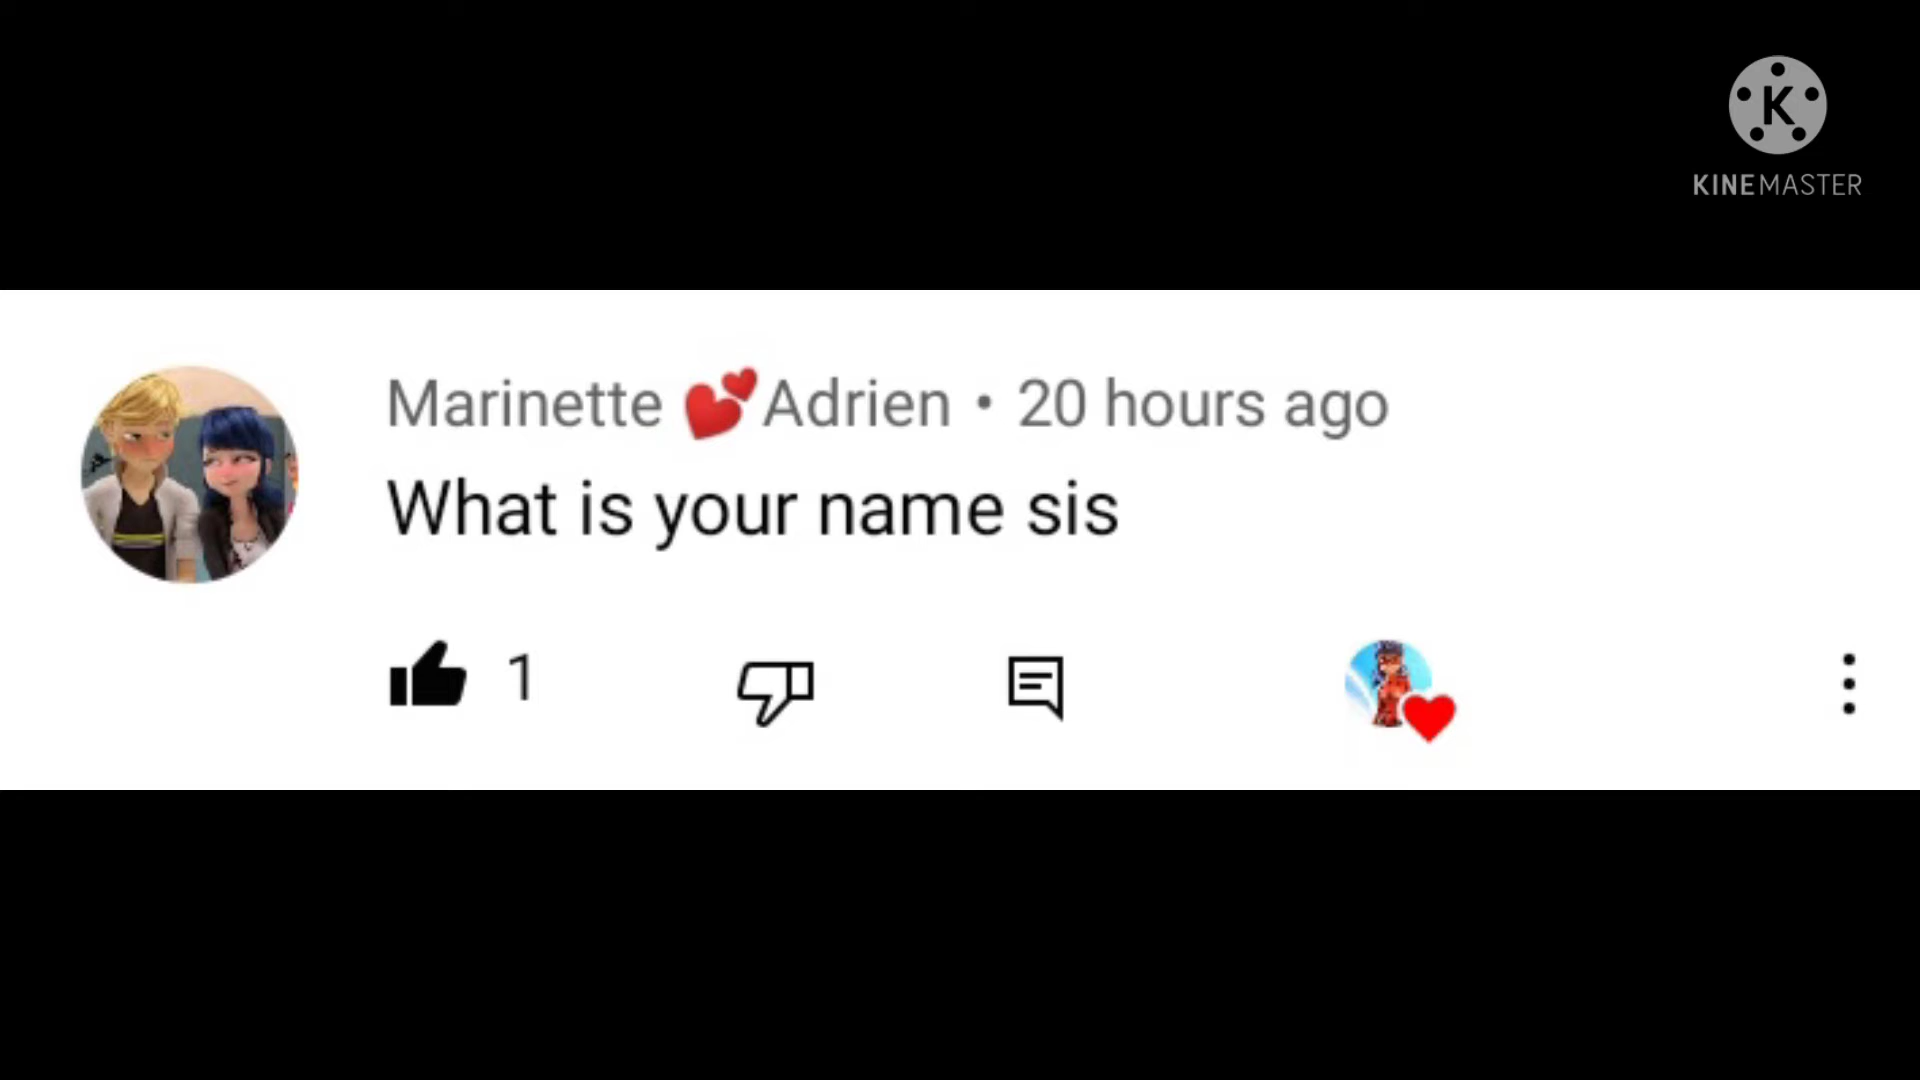 K
KINEMASTER
Marinette 💕Adrien • 20 hours ago
What is your name sis
1